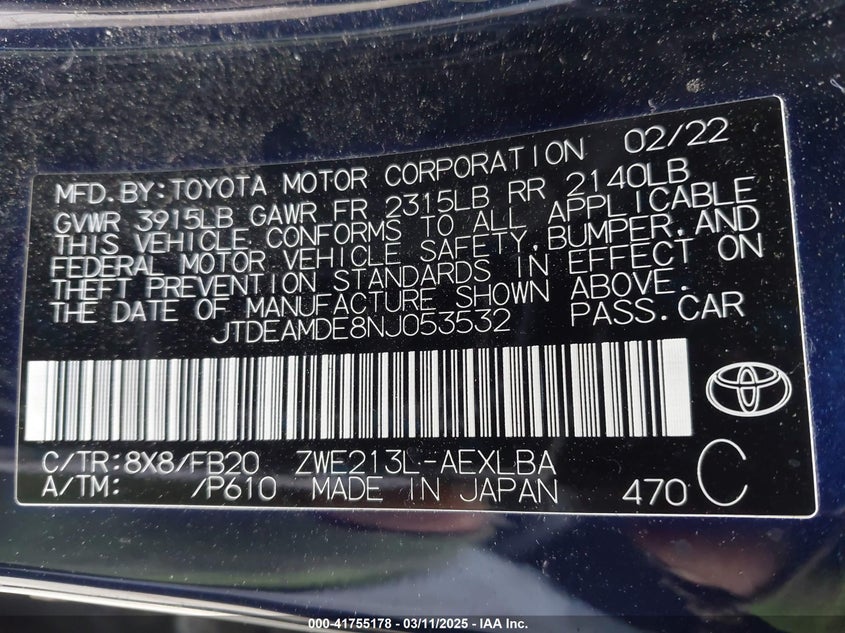 MFD. BY: TOYOTA MOTOR CORPORATION 02/22
GVWR 3915LB GAWR FR 2315LB RR 2140LB
THIS VEHICLE CONFORMS TO ALL APPLICABLE
FEDERAL MOTOR VEHICLE SAFETY, BUMPER, AND
THEFT PREVENTION STANDARDS IN EFFECT ON
THE DATE OF MANUFACTURE SHOWN ABOVE.
JTDEAMDE8NJ053532 PASS. CAR
C/TR: 8X8/FB20 ZWE213L-AEXLBA
A/TM: /P610 MADE IN JAPAN 470 C
000-41755178 - 03/11/2025 - IAA Inc.